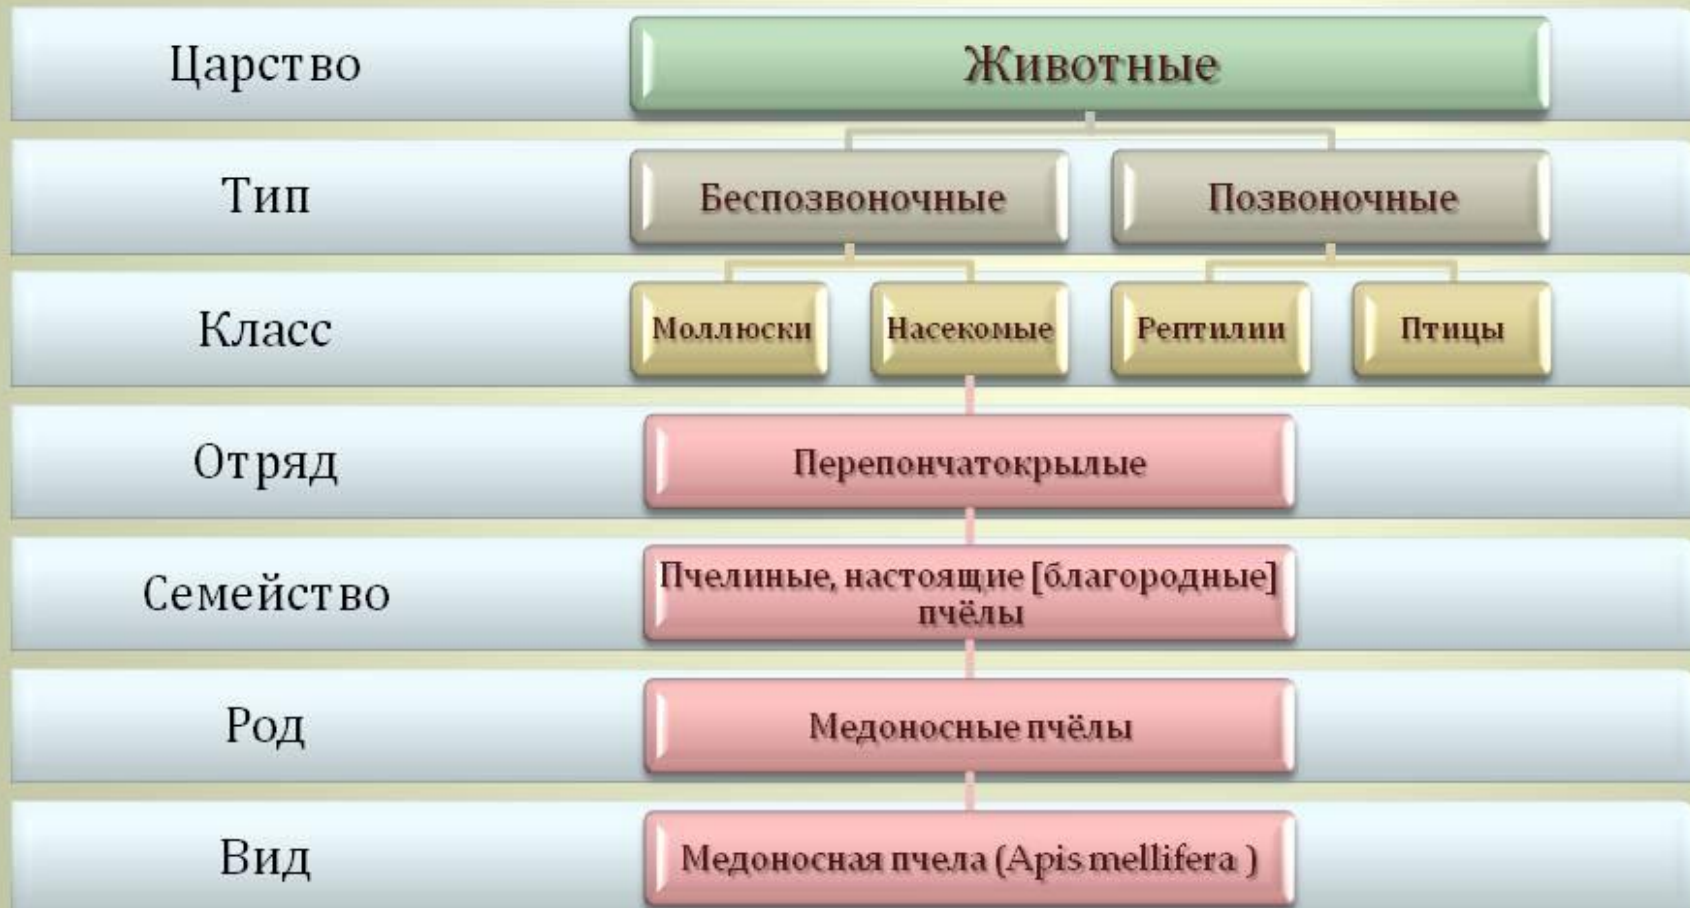 Царство
Животные
Тип
Беспозвоночные
Позвоночные
Класс
Моллюски
Насекомые
Рептилии
Птицы
Отряд
Перепончатокрылые
Семейство
Пчелиные, настоящие [благородные]
пчёлы
Род
Медоносные пчёлы
Вид
Медоносная пчела (Apis mellifera )